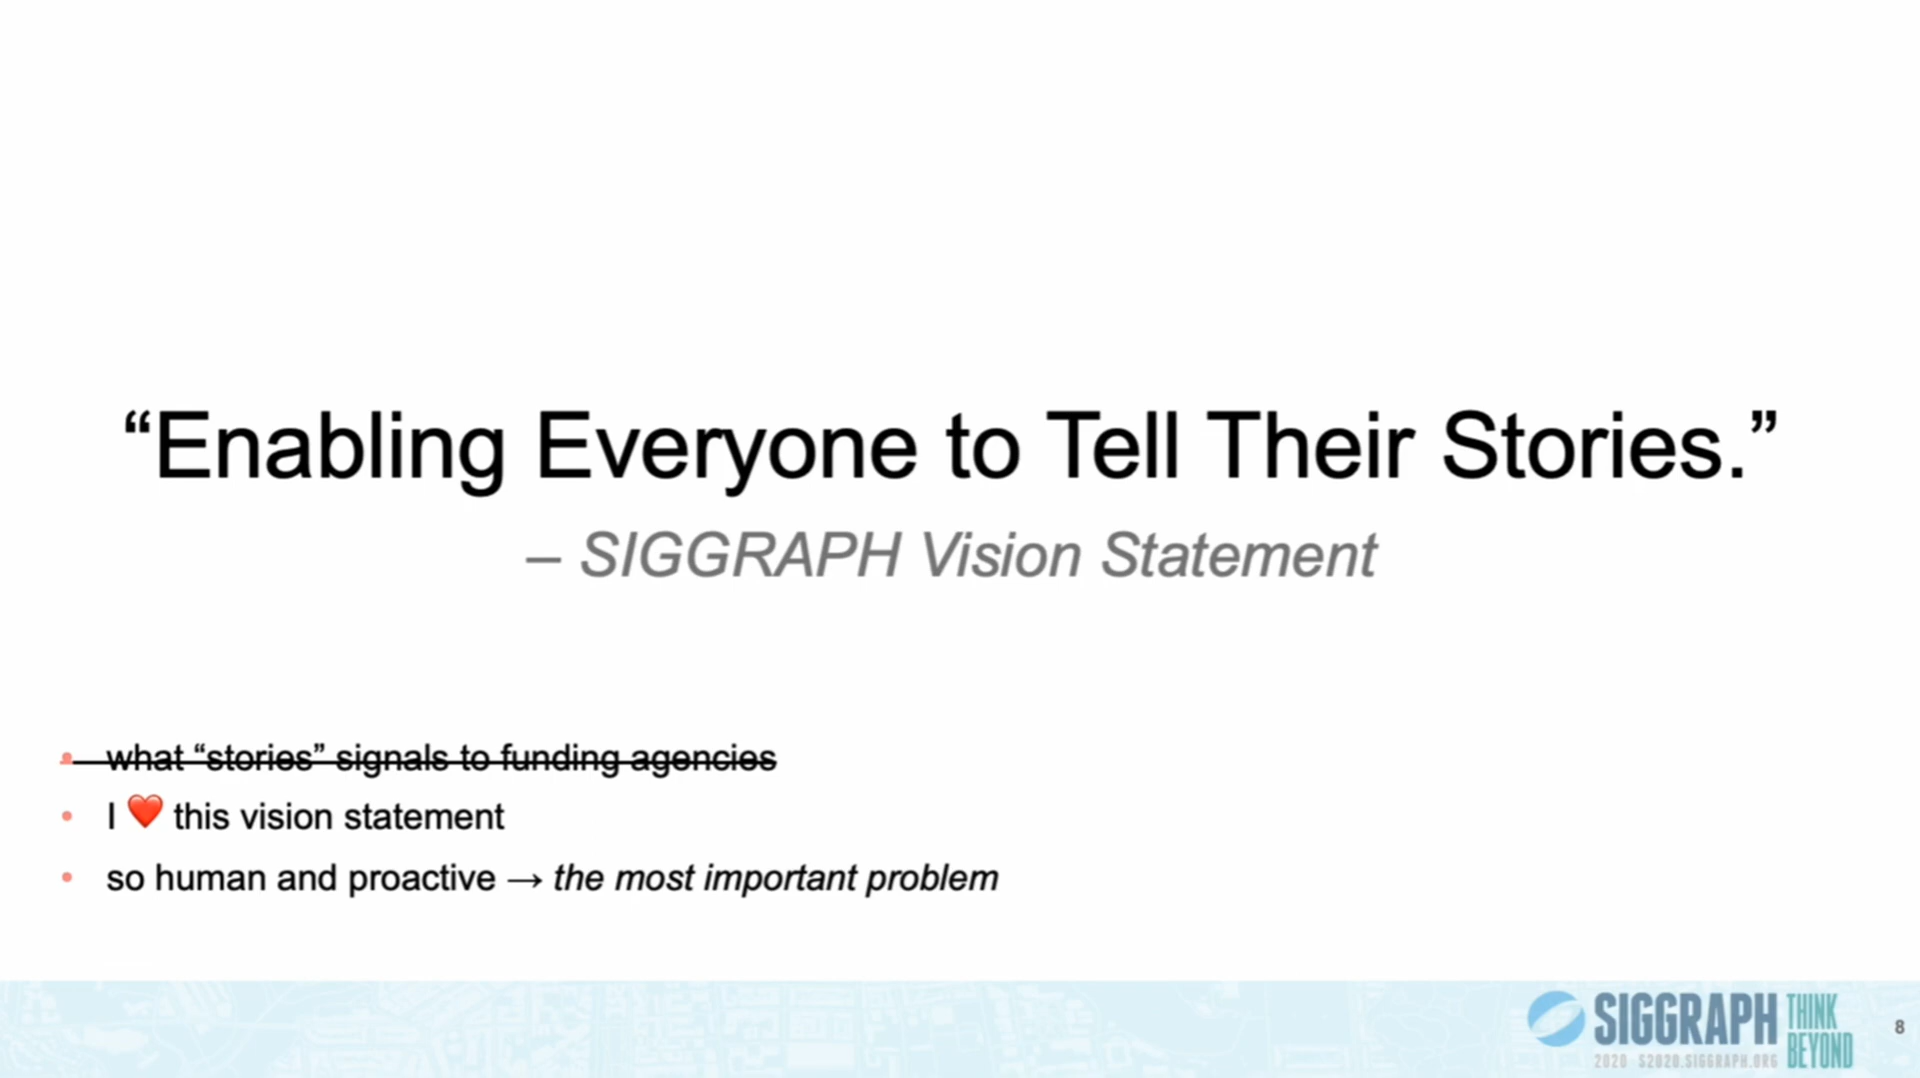 “Enabling Everyone to Tell Their Stories.”
– SIGGRAPH Vision Statement
• what “stories” signals to funding agencies
• I ❤️ this vision statement
• so human and proactive → the most important problem
SIGGRAPH THINK BEYOND
2020 S2020.SIGGRAPH.ORG
8